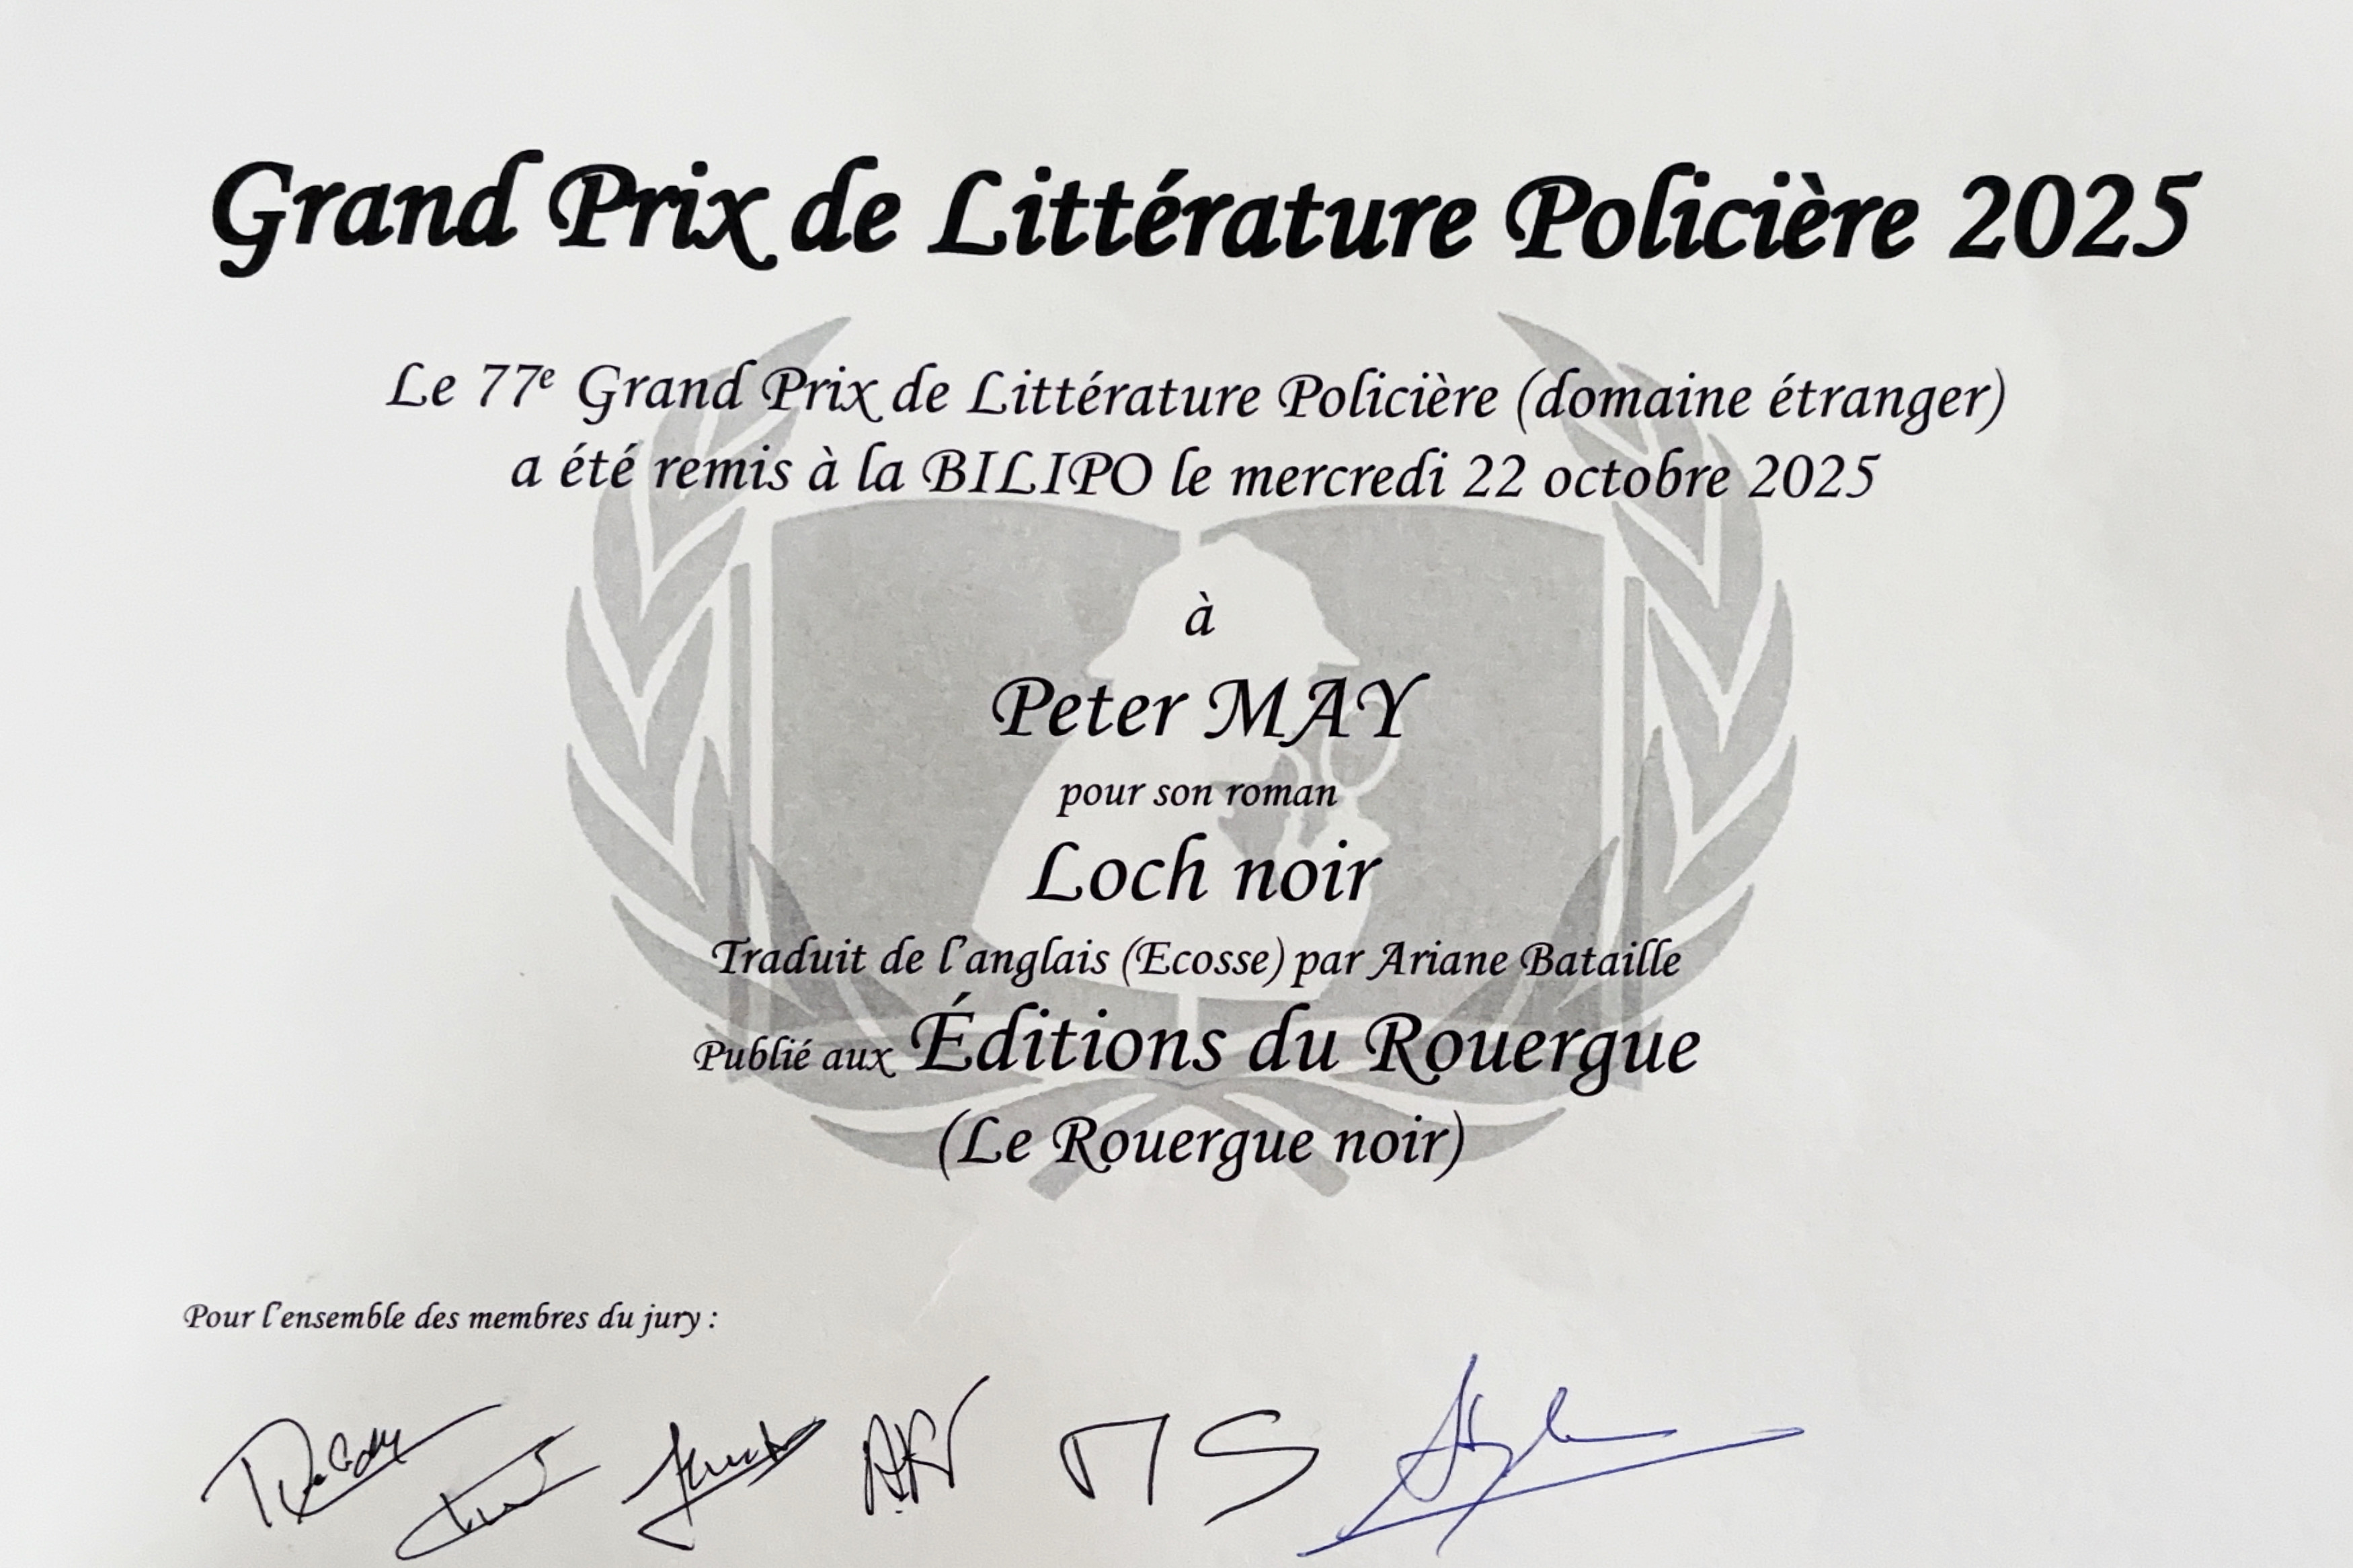 Grand Prix de Littérature Policière 2025
Le 77e Grand Prix de Littérature Policière (domaine étranger)
a été remis à la BILIPO le mercredi 22 octobre 2025
à
Peter MAY
pour son roman
Loch noir
Traduit de l'anglais (Ecosse) par Ariane Bataille
Publié aux Éditions du Rouergue
(Le Rouergue noir)
Pour l'ensemble des membres du jury :